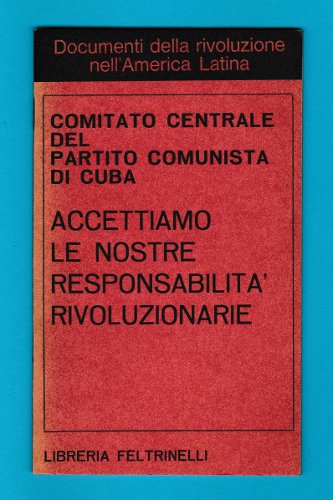 Documenti della rivoluzione
nell'America Latina
COMITATO CENTRALE
DEL
PARTITO COMUNISTA
DI CUBA
ACCETTIAMO
LE NOSTRE
RESPONSABILITA'
RIVOLUZIONARIE
LIBRERIA FELTRINELLI